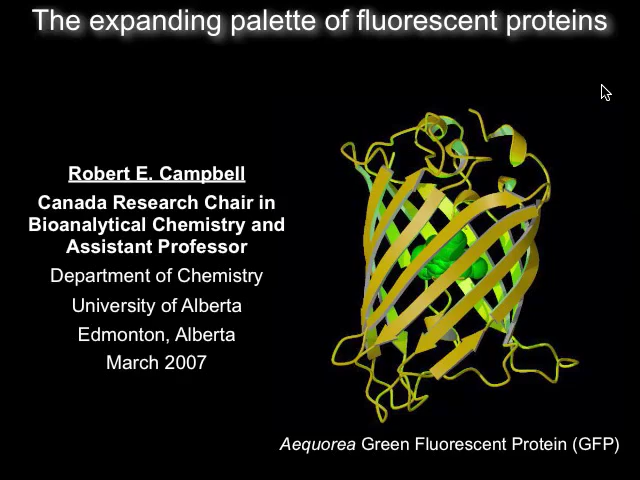 The expanding palette of fluorescent proteins
Robert E. Campbell
Canada Research Chair in
Bioanalytical Chemistry and
Assistant Professor
Department of Chemistry
University of Alberta
Edmonton, Alberta
March 2007
Aequorea Green Fluorescent Protein (GFP)